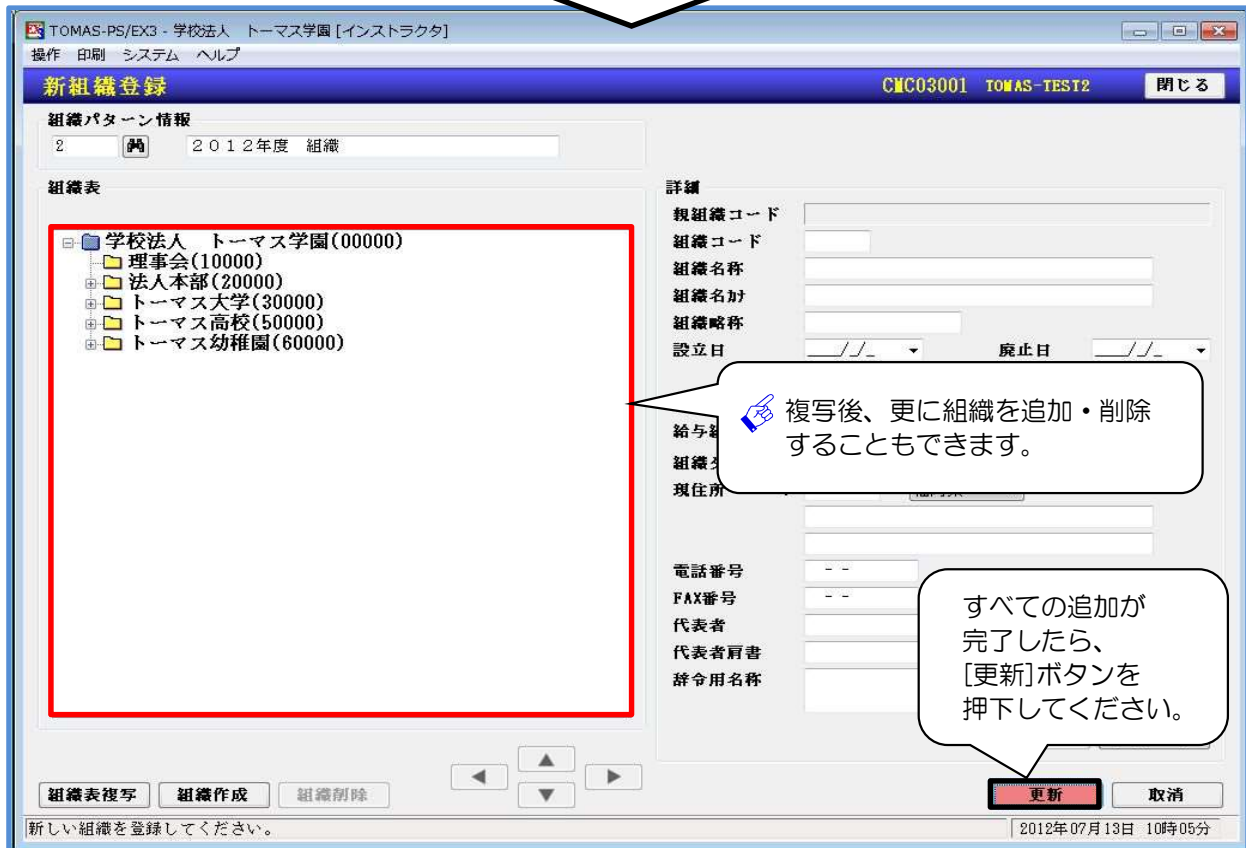 TOMAS-PS/EX3 - 学校法人　トーマス学園 [インストラクタ]
操作 印刷 システム ヘルプ
新組織登録 CMC03001 TOMAS-TEST2 閉じる
組織パターン情報
2 ２０１２年度　組織
組織表
学校法人　トーマス学園(00000)
理事会(10000)
法人本部(20000)
トーマス大学(30000)
トーマス高校(50000)
トーマス幼稚園(60000)
詳細
親組織コード
組織コード
組織名称
組織名カナ
組織略称
設立日 ____/_/_ 廃止日 ____/_/_
複写後、更に組織を追加・削除
することもできます。
給与
組織
現住所
電話番号 - -
FAX番号 - -
代表者
代表者肩書
辞令用名称
すべての追加が
完了したら、
[更新]ボタンを
押下してください。
組織表複写 組織作成 組織削除 更新 取消
新しい組織を登録してください。 2012年07月13日 10時05分